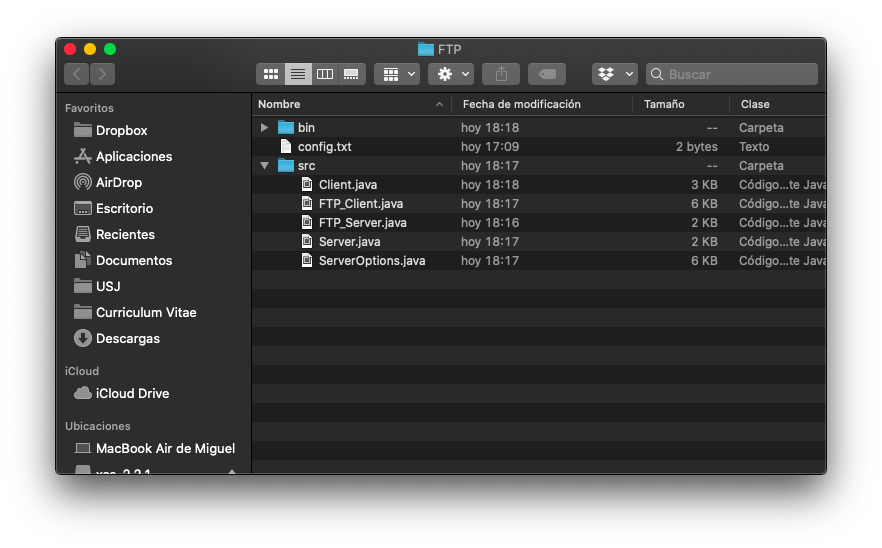 FTP
Buscar
Favoritos
Dropbox
Aplicaciones
AirDrop
Escritorio
Recientes
Documentos
USJ
Curriculum Vitae
Descargas
iCloud
iCloud Drive
Ubicaciones
MacBook Air de Miguel
Nombre Fecha de modificación Tamaño Clase
bin hoy 18:18 -- Carpeta
config.txt hoy 17:09 2 bytes Texto
src hoy 18:17 -- Carpeta
Client.java hoy 18:18 3 KB Código...te Java
FTP_Client.java hoy 18:17 6 KB Código...te Java
FTP_Server.java hoy 18:16 2 KB Código...te Java
Server.java hoy 18:17 2 KB Código...te Java
ServerOptions.java hoy 18:17 6 KB Código...te Java